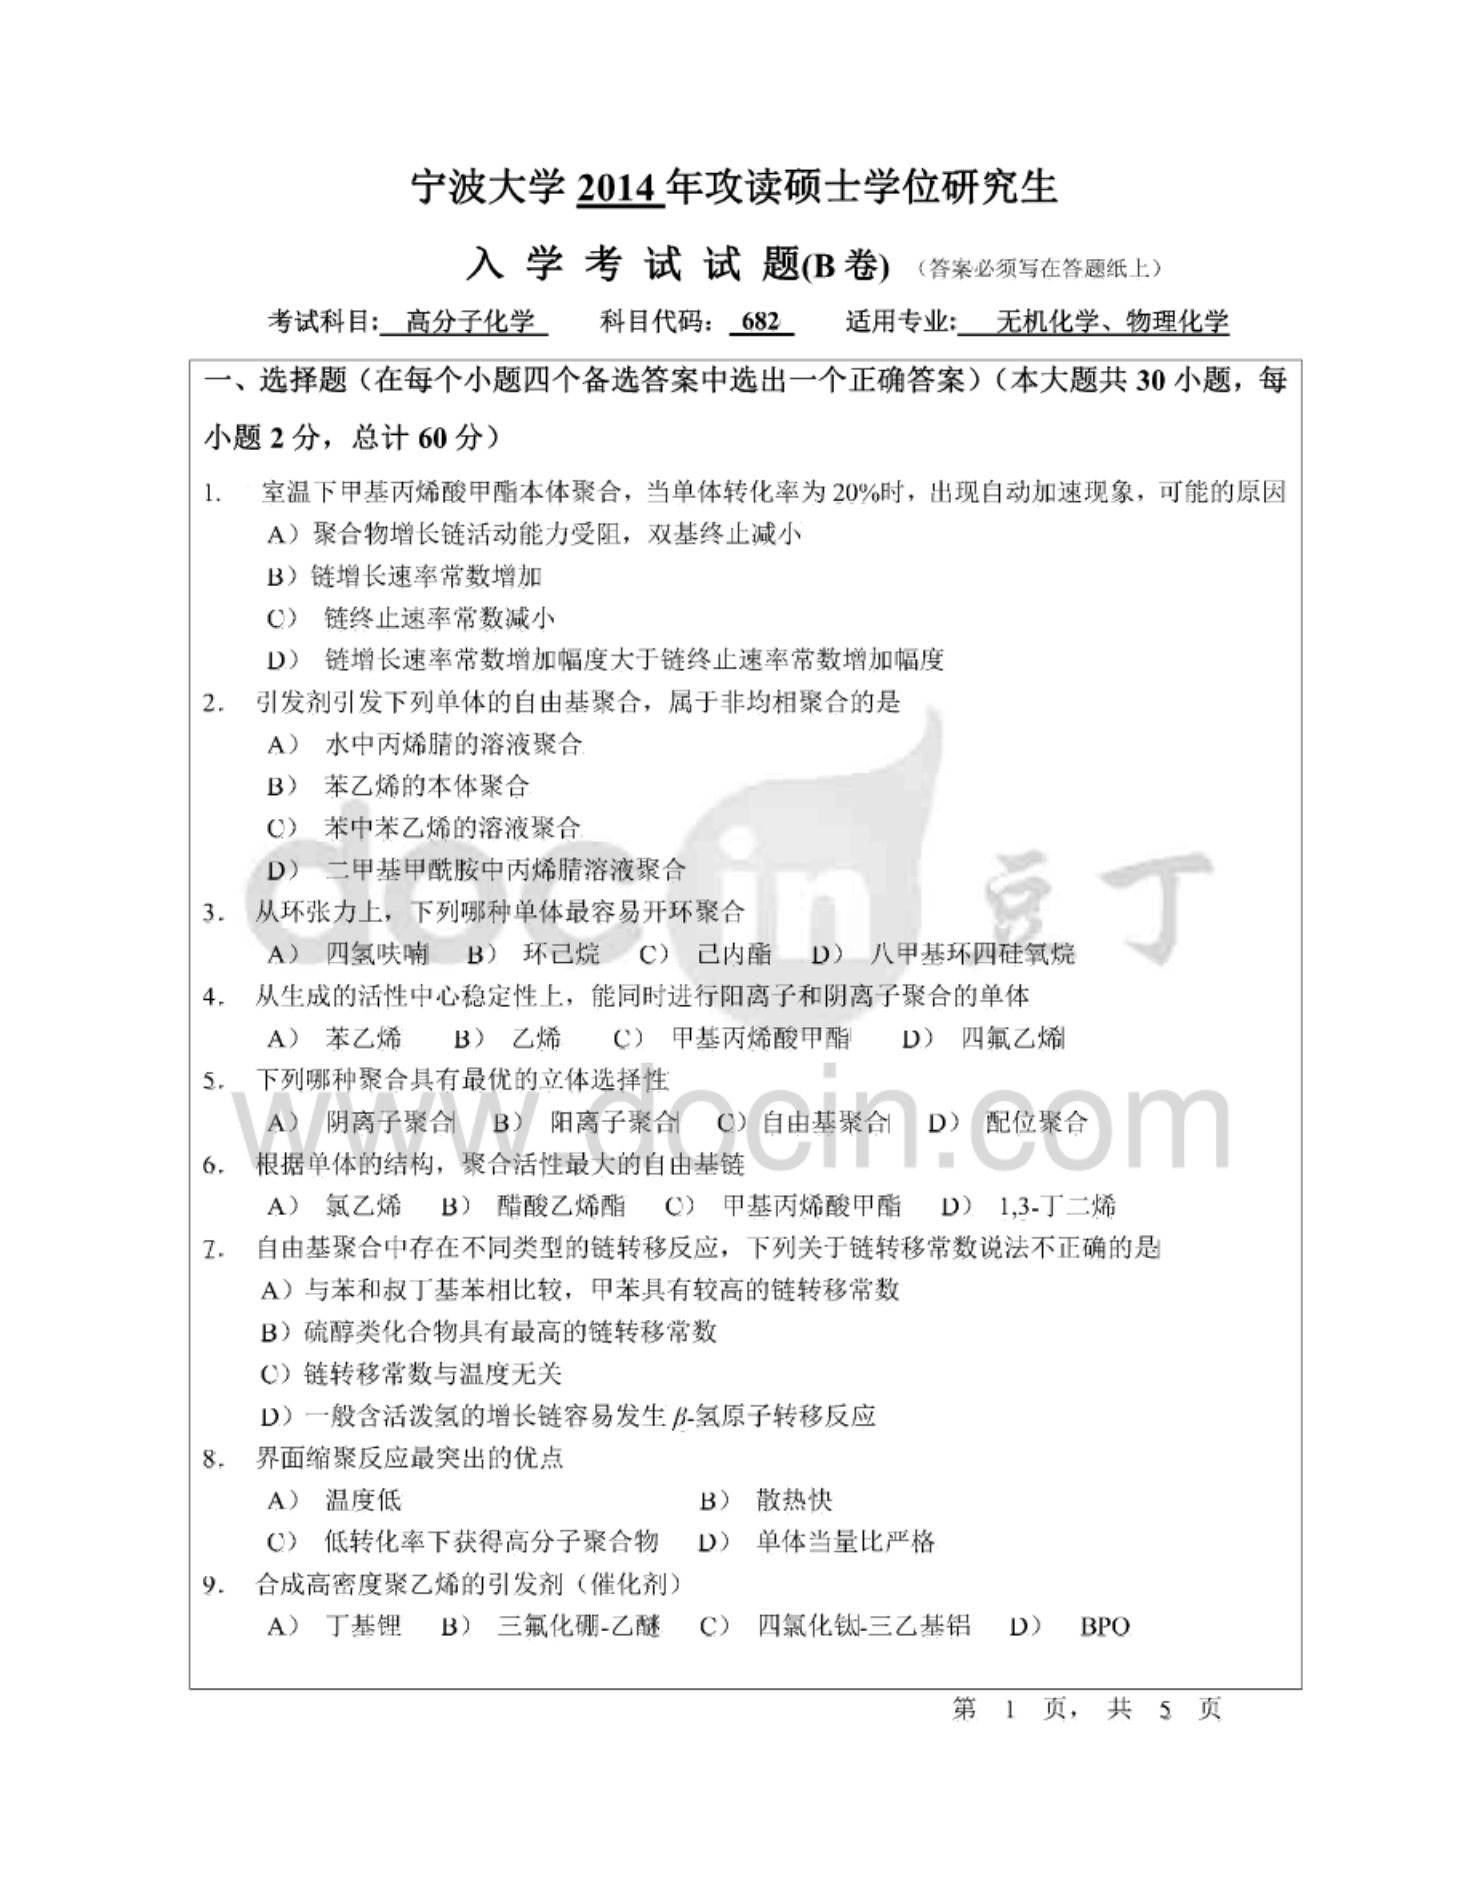 宁波大学 2014 年攻读硕士学位研究生
入 学 考 试 试 题(B 卷) （答案必须写在答题纸上）
考试科目: 高分子化学 科目代码: 682 适用专业: 无机化学、物理化学
一、选择题（在每个小题四个备选答案中选出一个正确答案）（本大题共 30 小题，每
小题 2 分，总计 60 分）
1. 室温下甲基丙烯酸甲酯本体聚合，当单体转化率为 20%时，出现自动加速现象，可能的原因
A）聚合物增长链活动能力受阻，双基终止减小
B）链增长速率常数增加
C） 链终止速率常数减小
D） 链增长速率常数增加幅度大于链终止速率常数增加幅度
2. 引发剂引发下列单体的自由基聚合，属于非均相聚合的是
A） 水中丙烯腈的溶液聚合
B） 苯乙烯的本体聚合
C） 苯中苯乙烯的溶液聚合
D） 二甲基甲酰胺中丙烯腈溶液聚合
3. 从环张力上，下列哪种单体最容易开环聚合
A） 四氢呋喃 B） 环己烷 C） 己内酯 D） 八甲基环四硅氧烷
4. 从生成的活性中心稳定性上，能同时进行阳离子和阴离子聚合的单体
A） 苯乙烯 B） 乙烯 C） 甲基丙烯酸甲酯 D） 四氟乙烯
5. 下列哪种聚合具有最优的立体选择性
A） 阴离子聚合 B） 阳离子聚合 C）自由基聚合 D） 配位聚合
6. 根据单体的结构，聚合活性最大的自由基链
A） 氯乙烯 B） 醋酸乙烯酯 C） 甲基丙烯酸甲酯 D） 1,3-丁二烯
7. 自由基聚合中存在不同类型的链转移反应，下列关于链转移常数说法不正确的是
A）与苯和叔丁基苯相比较，甲苯具有较高的链转移常数
B）硫醇类化合物具有最高的链转移常数
C）链转移常数与温度无关
D）一般含活泼氢的增长链容易发生 β-氢原子转移反应
8. 界面缩聚反应最突出的优点
A） 温度低 B） 散热快
C） 低转化率下获得高分子聚合物 D） 单体当量比严格
9. 合成高密度聚乙烯的引发剂（催化剂）
A） 丁基锂 B） 三氟化硼-乙醚 C） 四氯化钛-三乙基铝 D） BPO
第 1 页， 共 5 页
docin 豆丁
www.docin.com